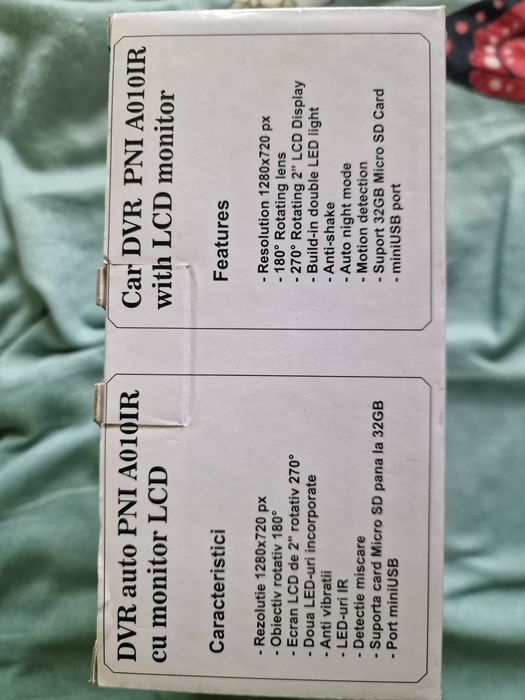 DVR auto PNI A010IR
cu monitor LCD
Caracteristici
- Rezolutie 1280x720 px
- Obiectiv rotativ 180°
- Ecran LCD de 2" rotativ 270°
- Doua LED-uri incorporate
- Anti vibratii
- LED-uri IR
- Detectie miscare
- Suporta card Micro SD pana la 32GB
- Port miniUSB
Car DVR PNI A010IR
with LCD monitor
Features
- Resolution 1280x720 px
- 180° Rotating lens
- 270° Rotating 2" LCD Display
- Build-in double LED light
- Anti-shake
- Auto night mode
- Motion detection
- Suport 32GB Micro SD Card
- miniUSB port